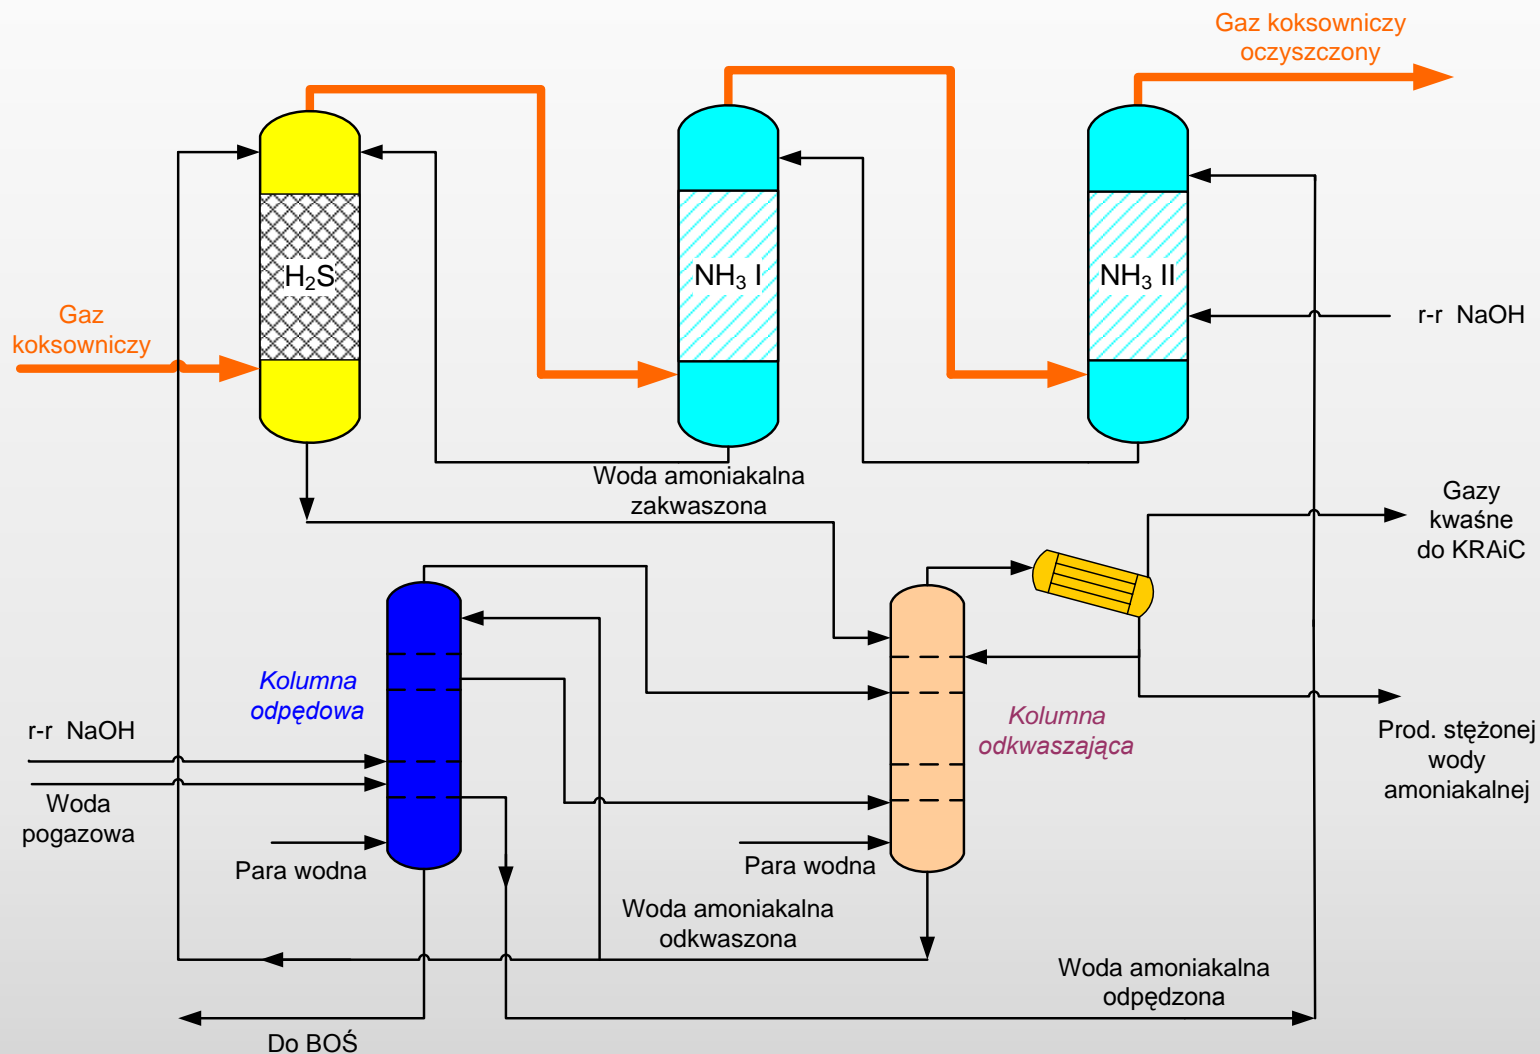 Gaz koksowniczy
oczyszczony
H₂S
NH₃ I
NH₃ II
Gaz
koksowniczy
r-r NaOH
Woda amoniakalna
zakwaszona
Gazy
kwaśne
do KRAiC
Kolumna
odpędowa
Kolumna
odkwaszająca
r-r NaOH
Woda
pogazowa
Prod. stężonej
wody
amoniakalnej
Para wodna
Para wodna
Woda amoniakalna
odkwaszona
Woda amoniakalna
odpędzona
Do BOŚ